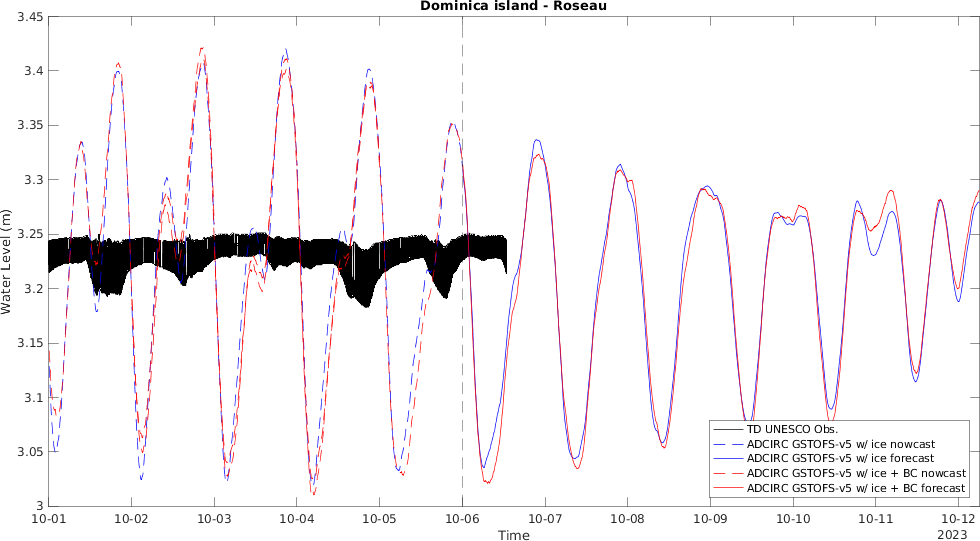 Dominica island - Roseau
Water Level (m)
3.45
3.4
3.35
3.3
3.25
3.2
3.15
3.1
3.05
3
TD UNESCO Obs.
ADCIRC GSTOFS-v5 w/ ice nowcast
ADCIRC GSTOFS-v5 w/ ice forecast
ADCIRC GSTOFS-v5 w/ ice + BC nowcast
ADCIRC GSTOFS-v5 w/ ice + BC forecast
10-01 10-02 10-03 10-04 10-05 10-06 10-07 10-08 10-09 10-10 10-11 10-12
Time
2023